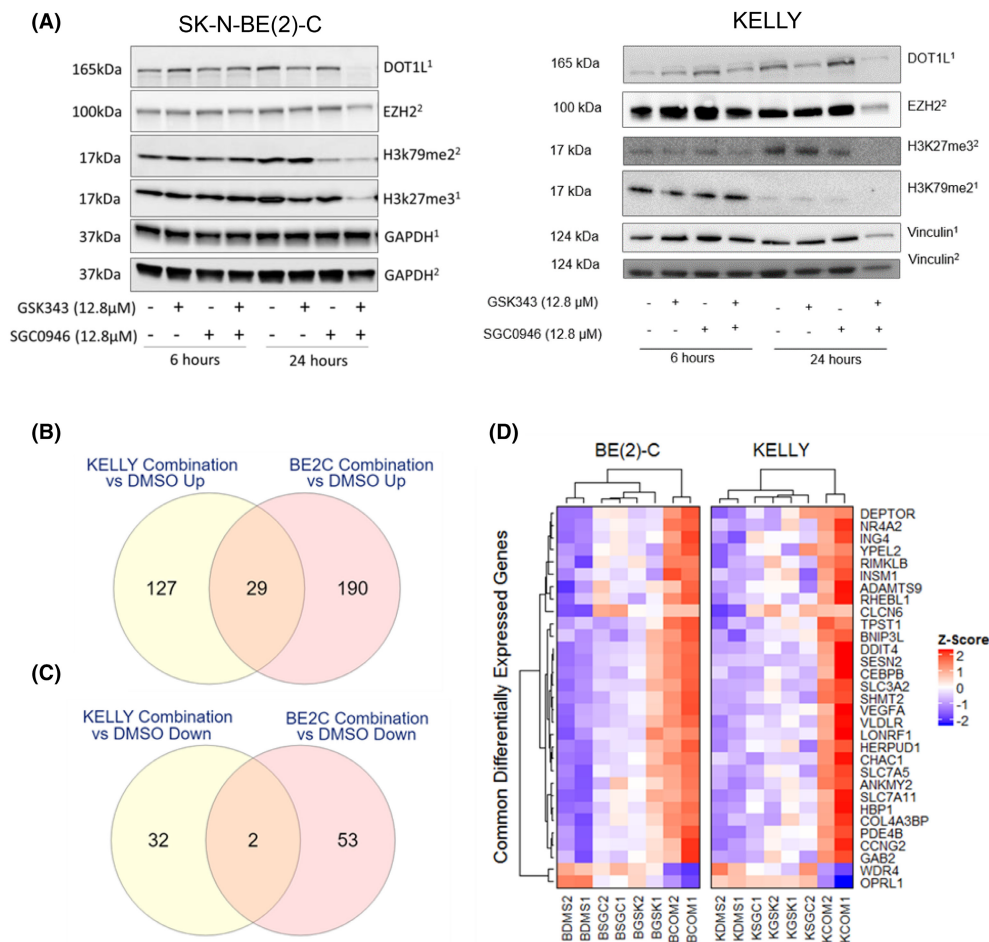 (A)
SK-N-BE(2)-C
165kDa
DOT1L¹
100kDa
EZH2²
17kDa
H3k79me2²
17kDa
H3k27me3¹
37kDa
GAPDH¹
37kDa
GAPDH²
GSK343 (12.8μM) - + - + - + - +
SGC0946 (12.8μM) - - + + - - + +
6 hours 24 hours
KELLY
165 kDa
DOT1L¹
100 kDa
EZH2²
17 kDa
H3K27me3²
17 kDa
H3K79me2¹
124 kDa
Vinculin¹
124 kDa
Vinculin²
GSK343 (12.8 μM) - + - + - + - +
SGC0946 (12.8 μM) - - + + - - + +
6 hours 24 hours
(B)
KELLY Combination
vs DMSO Up
BE2C Combination
vs DMSO Up
127 29 190
(C)
KELLY Combination
vs DMSO Down
BE2C Combination
vs DMSO Down
32 2 53
(D)
BE(2)-C
KELLY
Common Differentially Expressed Genes
DEPTOR
NR4A2
ING4
YPEL2
RIMKLB
INSM1
ADAMTS9
RHEBL1
CLCN6
TPST1
BNIP3L
DDIT4
SESN2
CEBPB
SLC3A2
SHMT2
VEGFA
VLDLR
LONRF1
HERPUD1
CHAC1
SLC7A5
ANKMY2
SLC7A11
HBP1
COL4A3BP
PDE4B
CCNG2
GAB2
WDR4
OPRL1
BDMS2
BDMS1
BSGC2
BSGC1
BGSK2
BGSK1
BCOM2
BCOM1
KDMS2
KDMS1
KSGC1
KGSK2
KGSK1
KSGC2
KCOM2
KCOM1
Z-Score
2
1
0
-1
-2